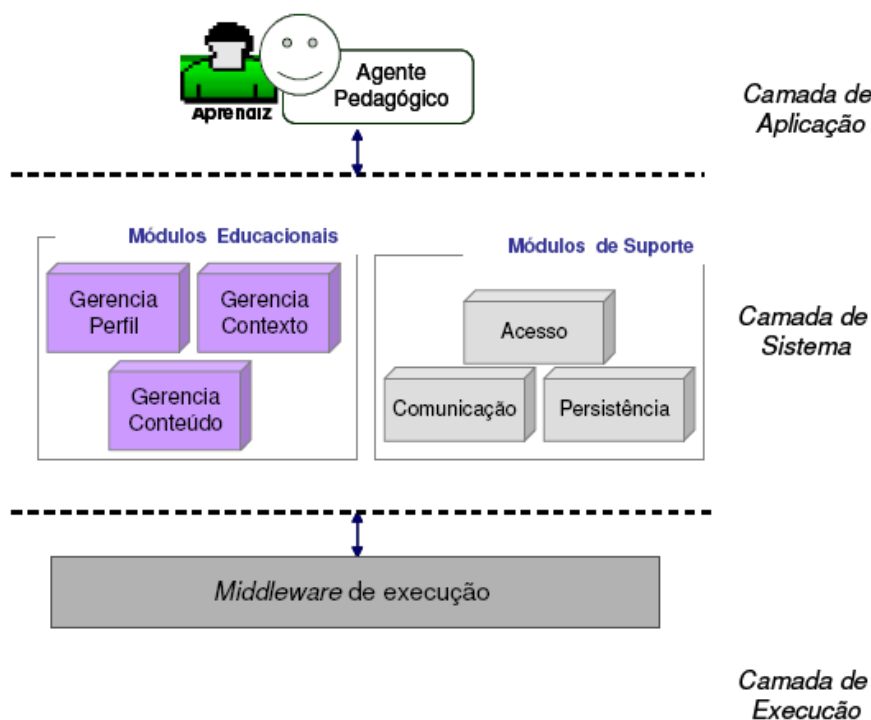 Aprendiz
Agente
Pedagógico
Camada de
Aplicação
Módulos Educacionais
Gerencia
Perfil
Gerencia
Contexto
Gerencia
Conteúdo
Módulos de Suporte
Acesso
Comunicação
Persistência
Camada de
Sistema
Middleware de execução
Camada de
Execução